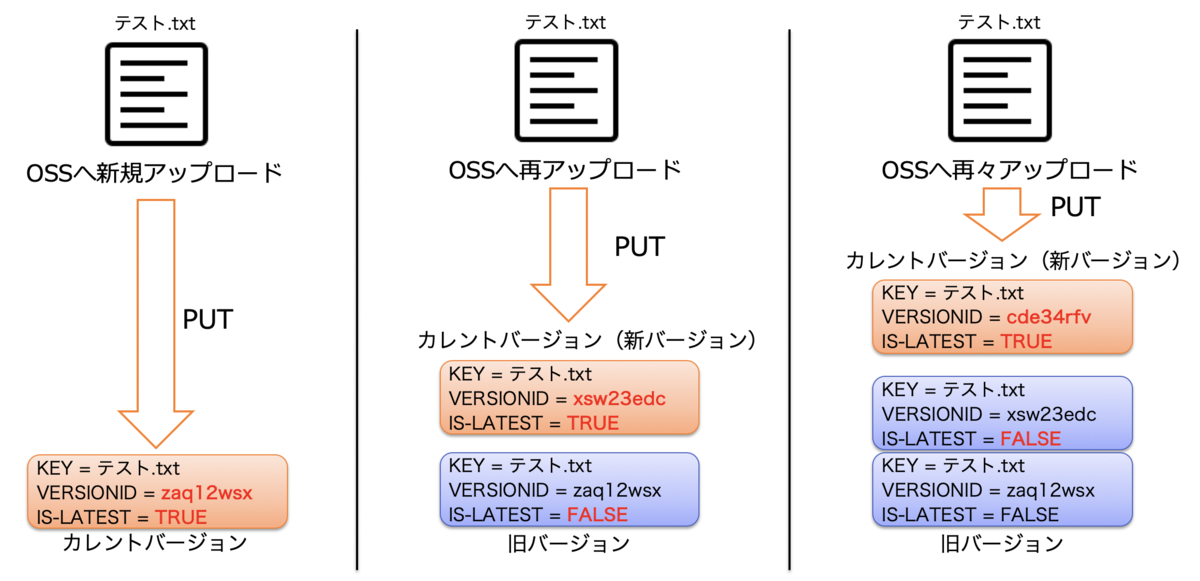 テスト.txt
OSSへ新規アップロード
PUT
KEY = テスト.txt
VERSIONID = zaq12wsx
IS-LATEST = TRUE
カレントバージョン
テスト.txt
OSSへ再アップロード
PUT
カレントバージョン（新バージョン）
KEY = テスト.txt
VERSIONID = xsw23edc
IS-LATEST = TRUE
KEY = テスト.txt
VERSIONID = zaq12wsx
IS-LATEST = FALSE
旧バージョン
テスト.txt
OSSへ再々アップロード
PUT
カレントバージョン（新バージョン）
KEY = テスト.txt
VERSIONID = cde34rfv
IS-LATEST = TRUE
KEY = テスト.txt
VERSIONID = xsw23edc
IS-LATEST = FALSE
KEY = テスト.txt
VERSIONID = zaq12wsx
IS-LATEST = FALSE
旧バージョン